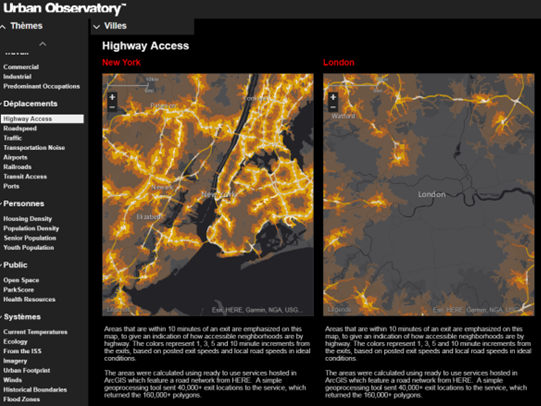 Urban Observatory™
Thèmes
Villes
Commercial
Industrial
Predominant Occupations
Déplacements
Highway Access
Roadspeed
Traffic
Transportation Noise
Airports
Railroads
Transit Access
Ports
Personnes
Housing Density
Population Density
Senior Population
Youth Population
Public
Open Space
ParkScore
Health Resources
Systèmes
Current Temperatures
Ecology
From the ISS
Imagery
Urban Footprint
Winds
Historical Boundaries
Flood Zones
Highway Access
New York
+
−
Paterson
Newark
New York
Elizabeth
Legende
Esri, HERE, Garmin, NGA, USG...
Areas that are within 10 minutes of an exit are emphasized on this
map, to give an indication of how accessible neighborhoods are by
highway. The colors represent 1, 3, 5 and 10 minute increments from
the exits, based on posted exit speeds and local road speeds in ideal
conditions.
The areas were calculated using ready to use services hosted in
ArcGIS which feature a road network from HERE. A simple
geoprocessing tool sent 40,000+ exit locations to the service, which
returned the 160,000+ polygons.
London
+
−
Watford
London
Legende
Esri, HERE, Garmin, NGA, USG...
Areas that are within 10 minutes of an exit are emphasized on this
map, to give an indication of how accessible neighborhoods are by
highway. The colors represent 1, 3, 5 and 10 minute increments from
the exits, based on posted exit speeds and local road speeds in ideal
conditions.
The areas were calculated using ready to use services hosted in
ArcGIS which feature a road network from HERE. A simple
geoprocessing tool sent 40,000+ exit locations to the service, which
returned the 160,000+ polygons.